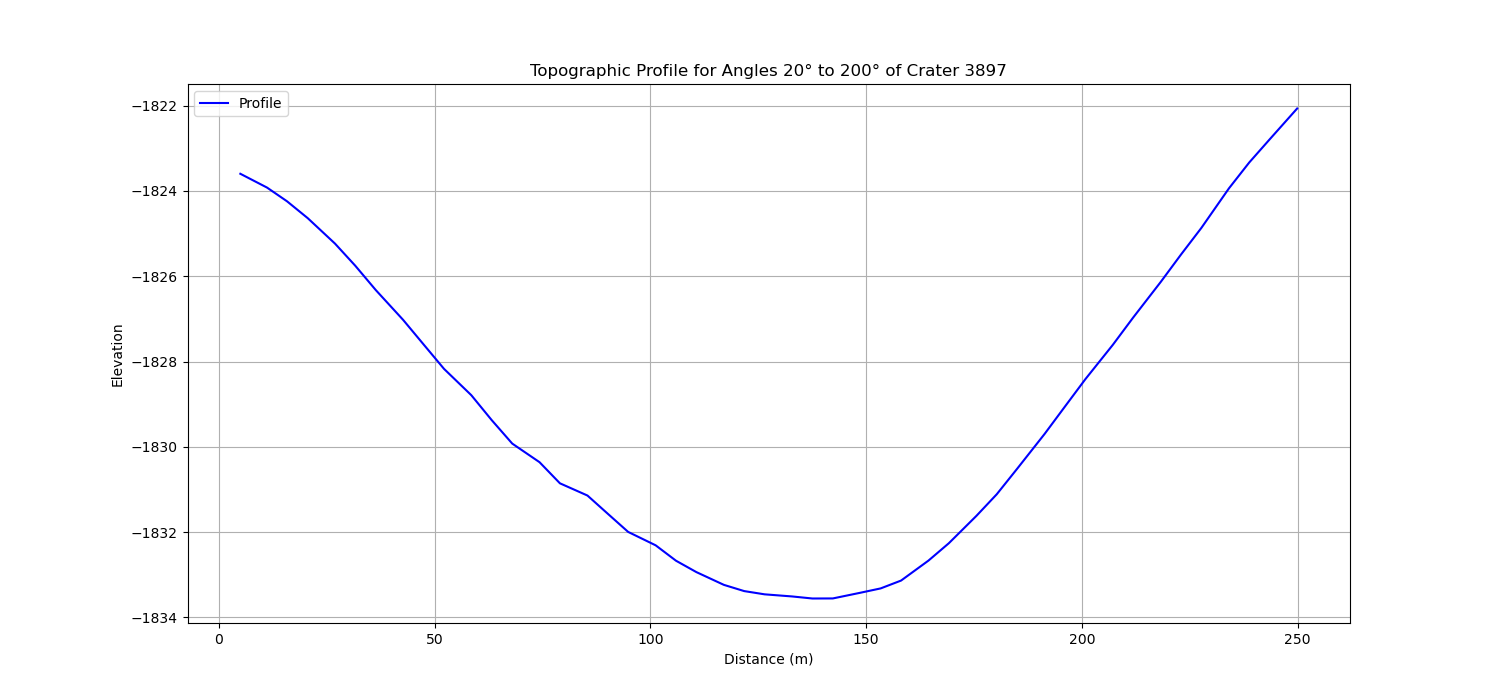 Topographic Profile for Angles 20° to 200° of Crater 3897
Profile
−1822
−1824
−1826
−1828
−1830
−1832
−1834
Elevation
0 50 100 150 200 250
Distance (m)